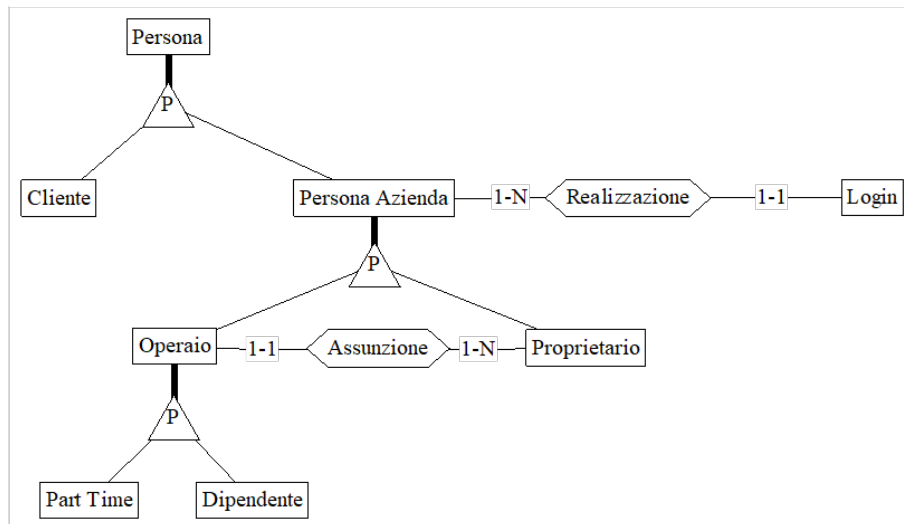 Persona
P
Cliente
Persona Azienda
1-N
Realizzazione
1-1
Login
P
Operaio
1-1
Assunzione
1-N
Proprietario
P
Part Time
Dipendente